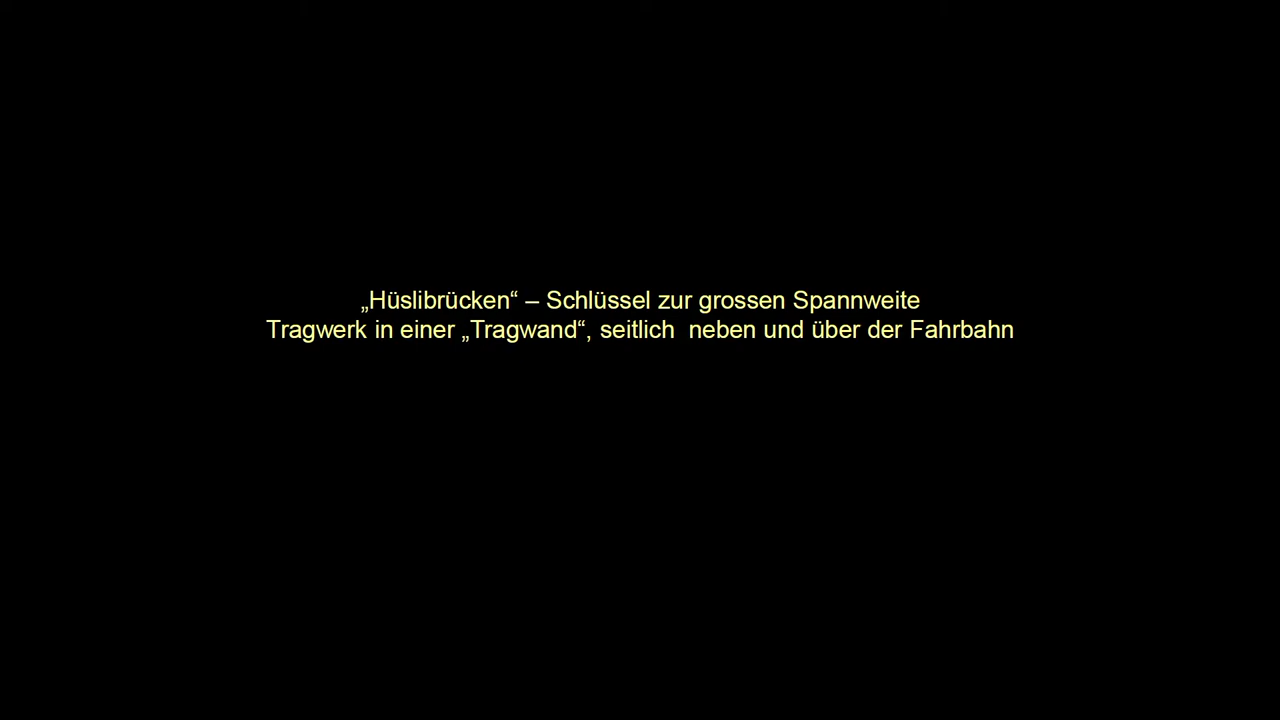 „Hüslibrücken“ – Schlüssel zur grossen Spannweite
Tragwerk in einer „Tragwand“, seitlich  neben und über der Fahrbahn